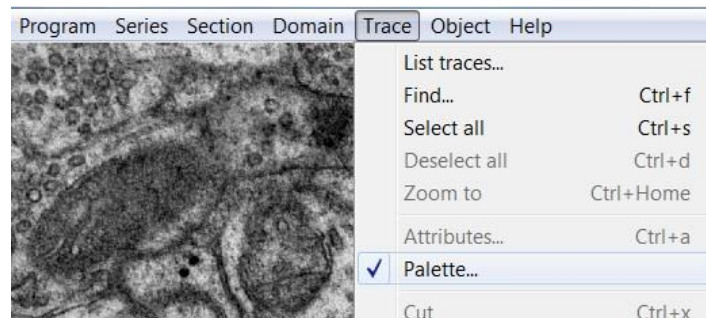 Program Series Section Domain Trace Object Help
List traces...
Find... Ctrl+f
Select all Ctrl+s
Deselect all Ctrl+d
Zoom to Ctrl+Home
Attributes... Ctrl+a
Palette...
Cut Ctrl+x